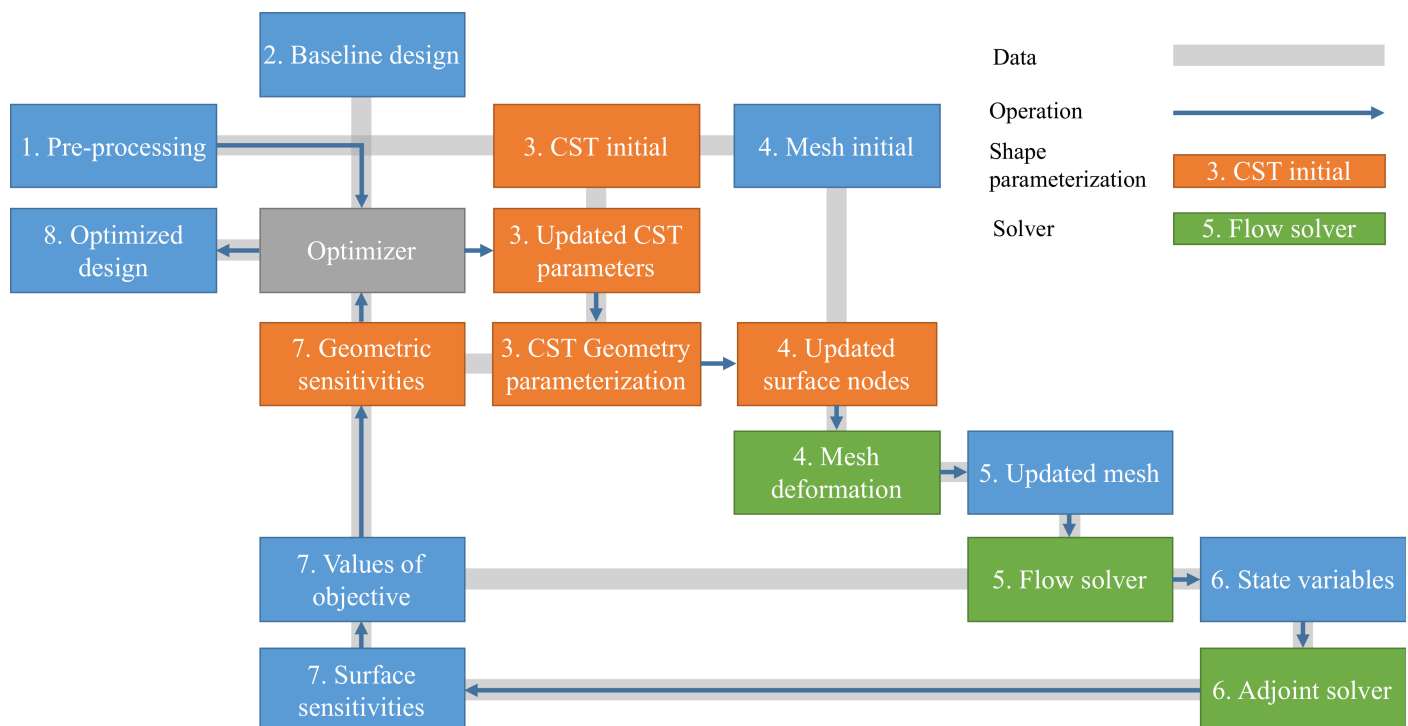 2. Baseline design
1. Pre-processing
3. CST initial
4. Mesh initial
8. Optimized
design
Optimizer
3. Updated CST
parameters
7. Geometric
sensitivities
3. CST Geometry
parameterization
4. Updated
surface nodes
4. Mesh
deformation
5. Updated mesh
7. Values of
objective
5. Flow solver
6. State variables
7. Surface
sensitivities
6. Adjoint solver
Data
Operation
Shape
parameterization
3. CST initial
Solver
5. Flow solver